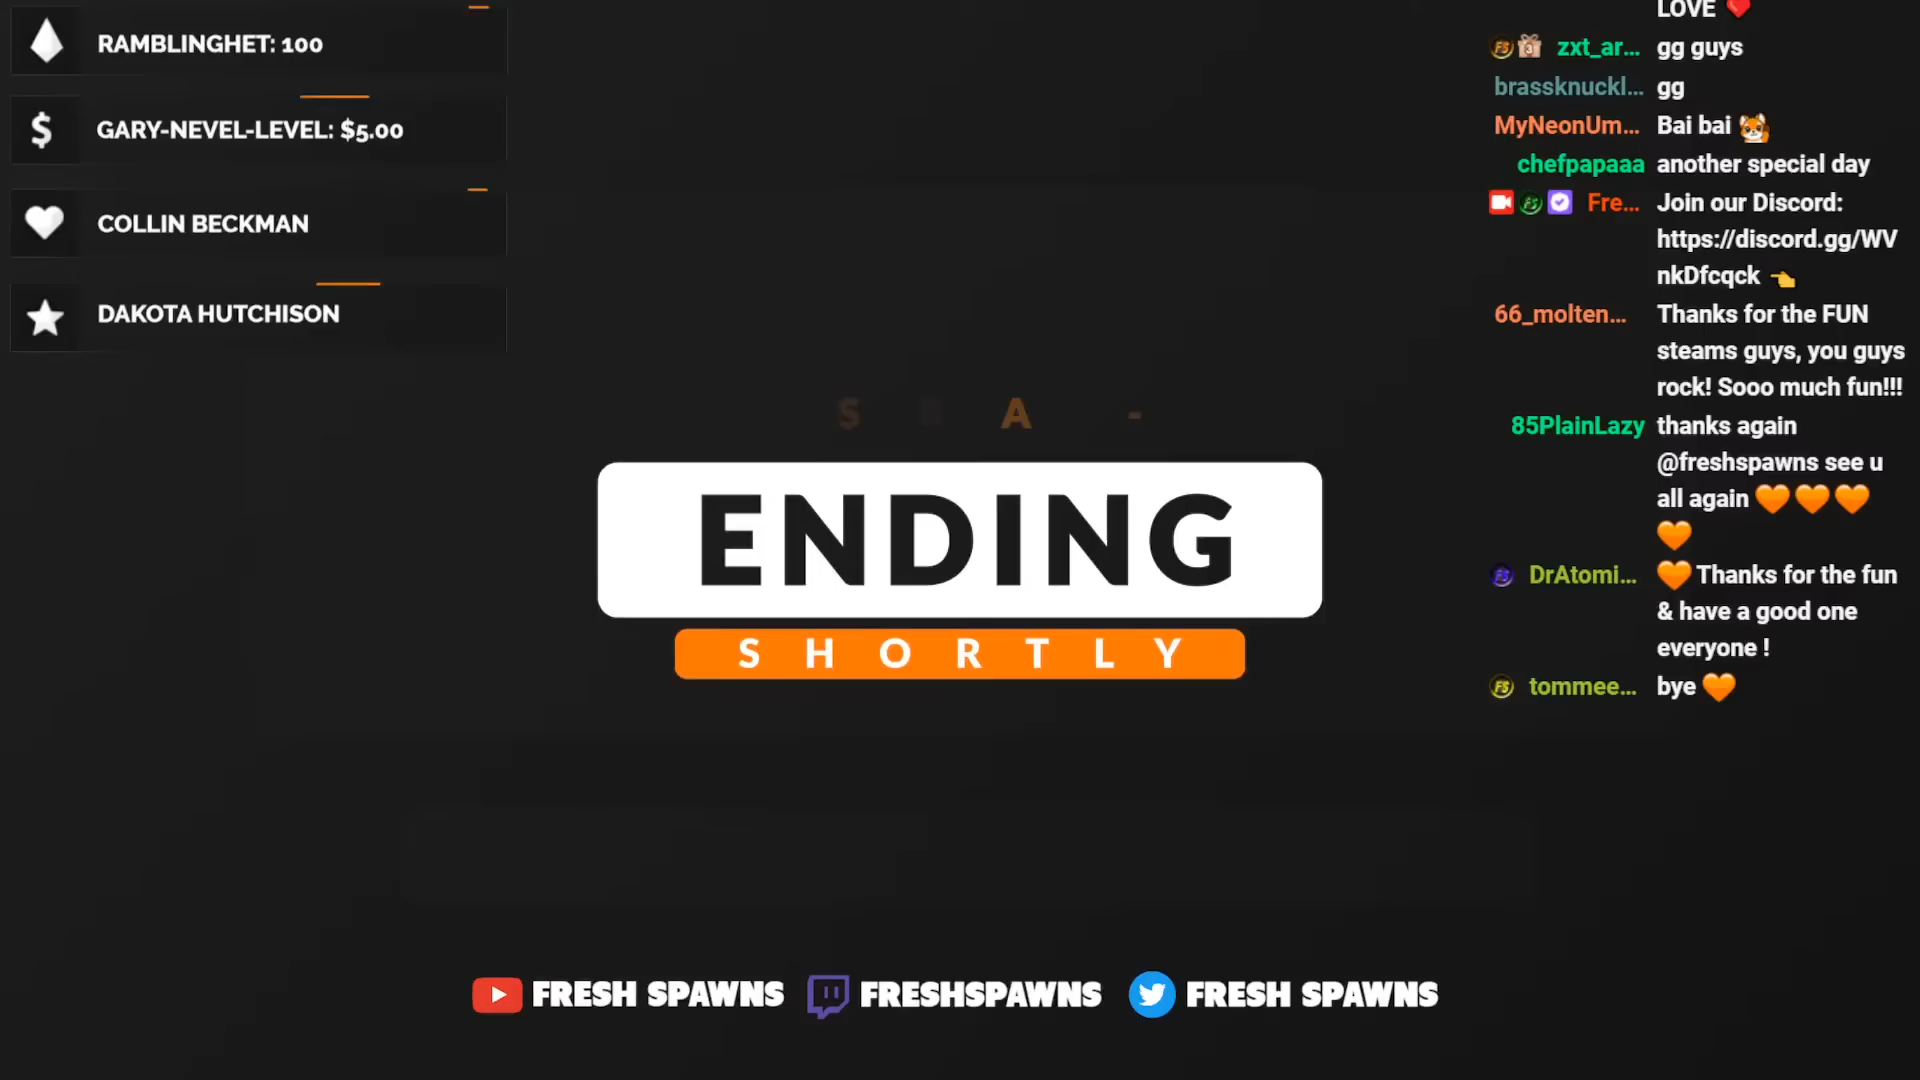 RAMBLINGHET: 100
GARY-NEVEL-LEVEL: $5.00
COLLIN BECKMAN
DAKOTA HUTCHISON
A -
ENDING
SHORTLY
FRESH SPAWNS FRESHSPAWNS FRESH SPAWNS
LOVE ❤️
zxt_ar... gg guys
brassknuckl... gg
MyNeonUm... Bai bai
chefpapaaa another special day
Fre... Join our Discord:
https://discord.gg/WV
nkDfcqck 👈
66_molten... Thanks for the FUN
steams guys, you guys
rock! Sooo much fun!!!
85PlainLazy thanks again
@freshspawns see u
all again 🧡 🧡 🧡
🧡
DrAtomi... 🧡 Thanks for the fun
& have a good one
everyone !
tommee... bye 🧡